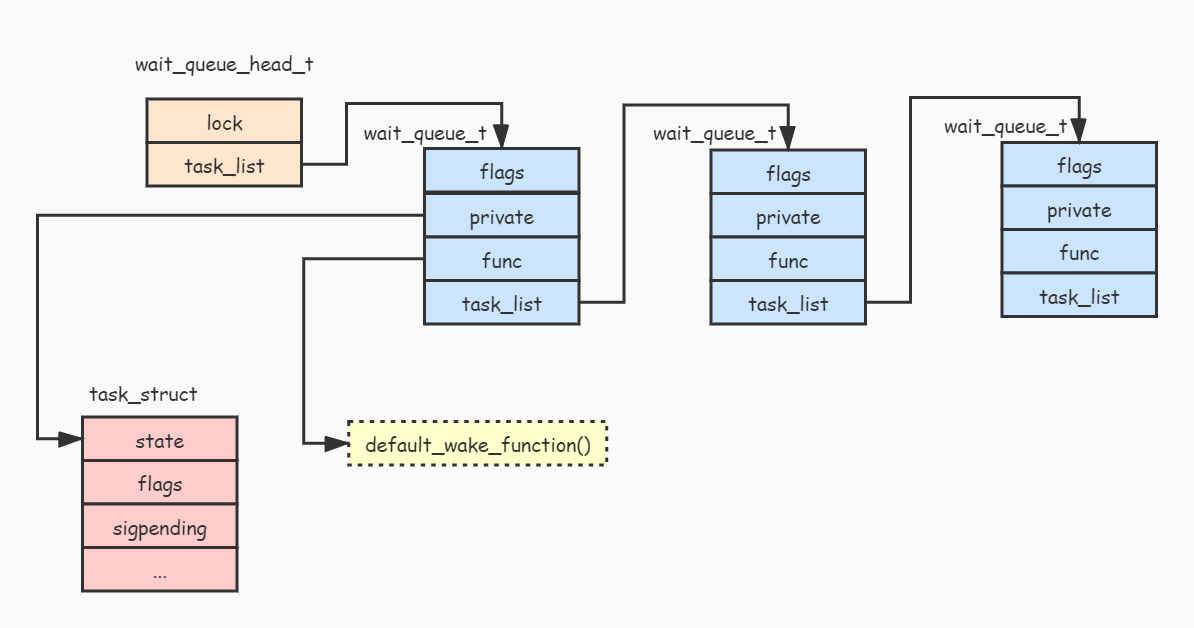 wait_queue_head_t
lock
task_list
wait_queue_t
flags
private
func
task_list
wait_queue_t
flags
private
func
task_list
wait_queue_t
flags
private
func
task_list
task_struct
state
flags
sigpending
...
default_wake_function()